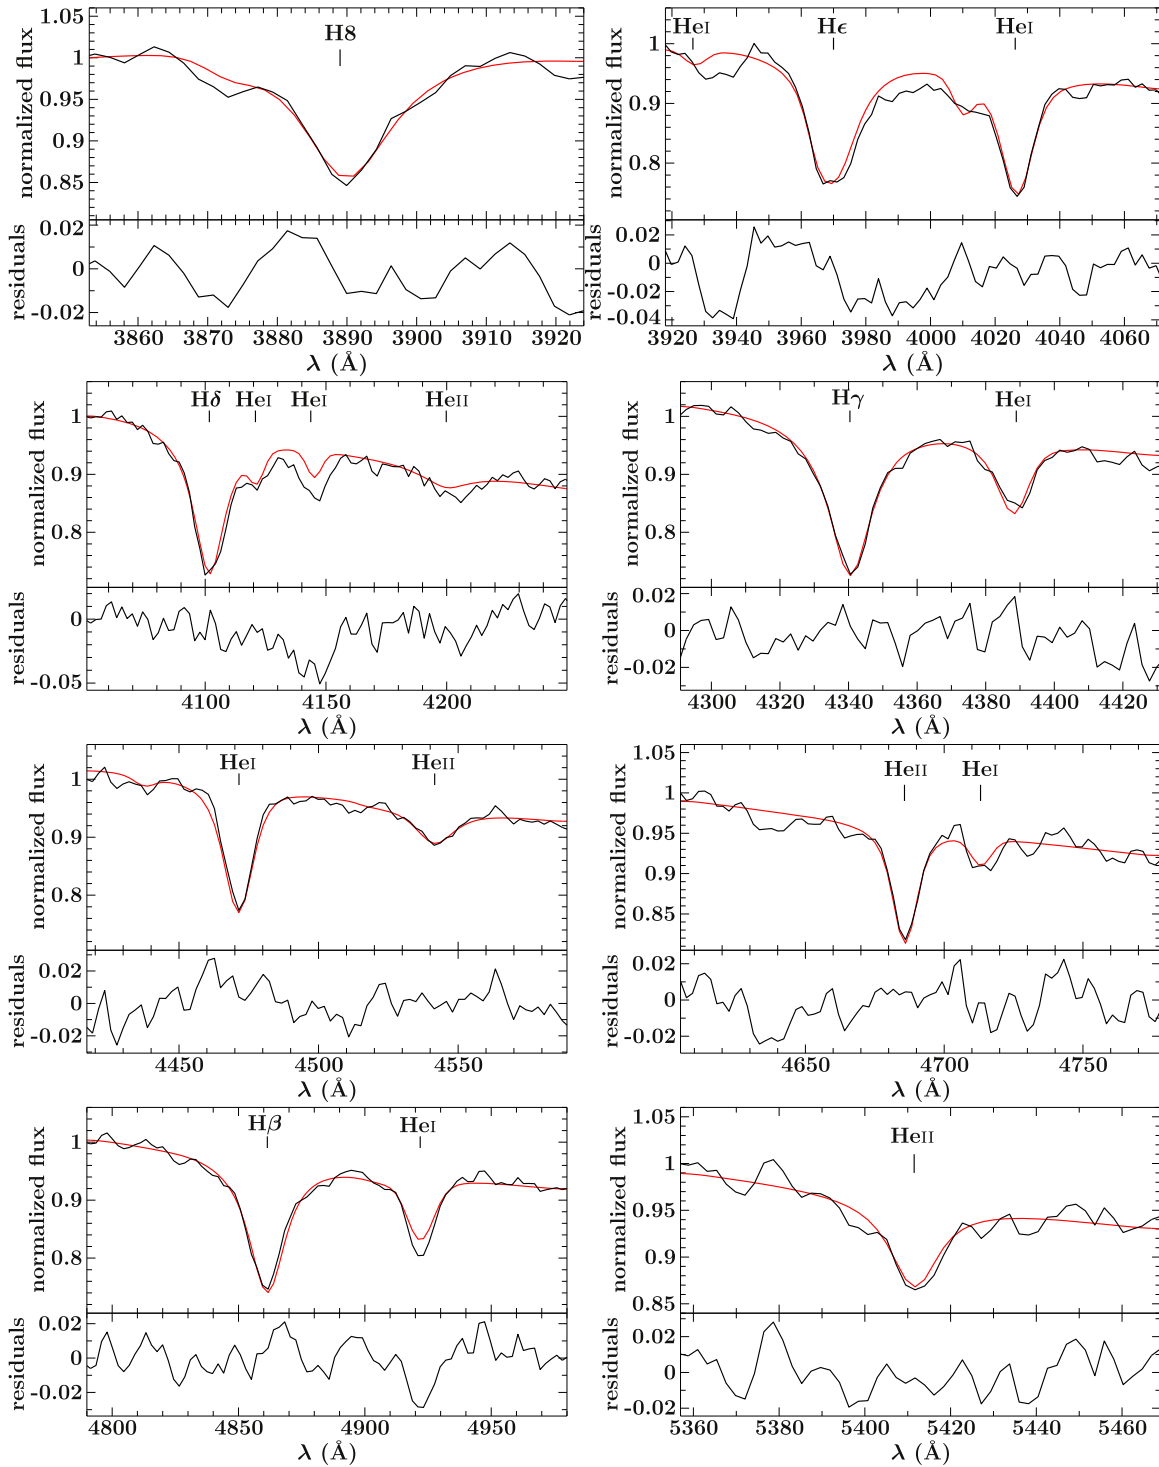 H8
normalized flux
1.05
1
0.95
0.9
0.85
residuals
0.02
0
-0.02
3860 3870 3880 3890 3900 3910 3920
λ (Å)
HeI Hϵ HeI
normalized flux
1
0.9
0.8
residuals
0.02
0
-0.02
-0.04
3920 3940 3960 3980 4000 4020 4040 4060
λ (Å)
Hδ HeI HeI HeII
normalized flux
1
0.9
0.8
residuals
0
-0.05
4100 4150 4200
λ (Å)
Hγ HeI
normalized flux
1
0.9
0.8
residuals
0.02
0
-0.02
4300 4320 4340 4360 4380 4400 4420
λ (Å)
HeI HeII
normalized flux
1
0.9
0.8
residuals
0.02
0
-0.02
4450 4500 4550
λ (Å)
HeII HeI
normalized flux
1.05
1
0.95
0.9
0.85
residuals
0.02
0
-0.02
4650 4700 4750
λ (Å)
Hβ HeI
normalized flux
1
0.9
0.8
residuals
0.02
0
-0.02
4800 4850 4900 4950
λ (Å)
HeII
normalized flux
1.05
1
0.95
0.9
0.85
residuals
0.02
0
-0.02
5360 5380 5400 5420 5440 5460
λ (Å)